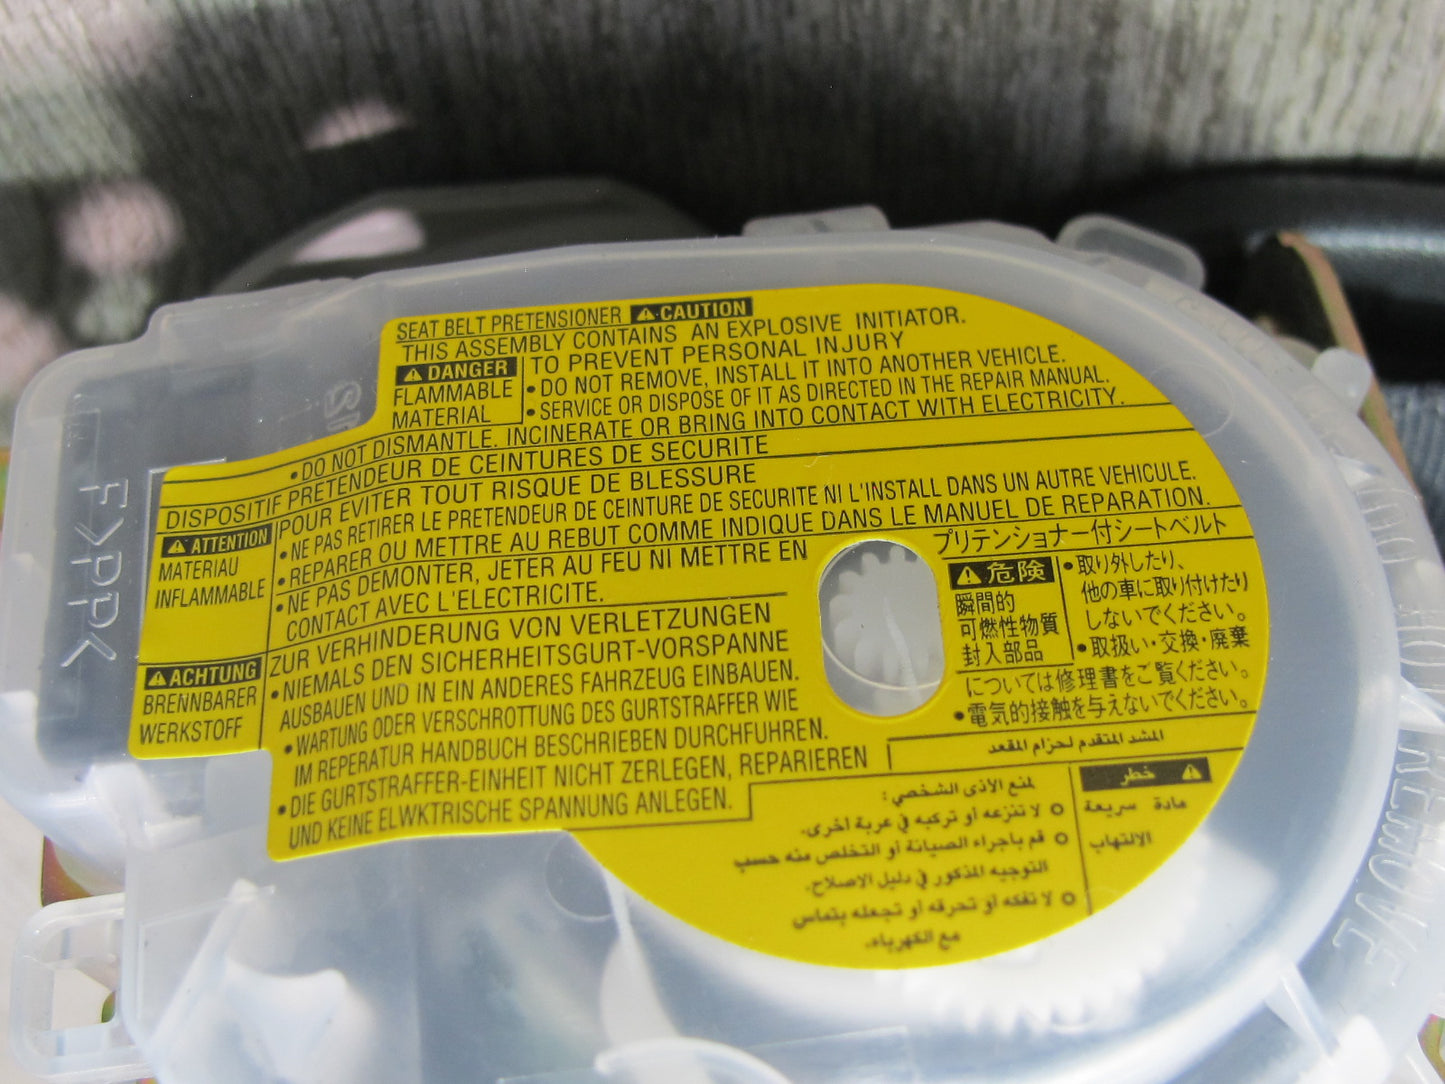 SEAT BELT PRETENSIONER ⚠CAUTION
THIS ASSEMBLY CONTAINS AN EXPLOSIVE INITIATOR.
⚠DANGER
FLAMMABLE
MATERIAL
TO PREVENT PERSONAL INJURY
•DO NOT REMOVE, INSTALL IT INTO ANOTHER VEHICLE.
•SERVICE OR DISPOSE OF IT AS DIRECTED IN THE REPAIR MANUAL.
•DO NOT DISMANTLE. INCINERATE OR BRING INTO CONTACT WITH ELECTRICITY.
DISPOSITIF PRETENDEUR DE CEINTURES DE SECURITE
⚠ATTENTION
MATERIAU
INFLAMMABLE
POUR EVITER TOUT RISQUE DE BLESSURE
•NE PAS RETIRER LE PRETENDEUR DE CEINTURE DE SECURITE NI L'INSTALL DANS UN AUTRE VEHICULE.
•REPARER OU METTRE AU REBUT COMME INDIQUE DANS LE MANUEL DE REPARATION.
•NE PAS DEMONTER, JETER AU FEU NI METTRE EN
CONTACT AVEC L'ELECTRICITE.
⚠ACHTUNG
BRENNBARER
WERKSTOFF
ZUR VERHINDERUNG VON VERLETZUNGEN
•NIEMALS DEN SICHERHEITSGURT-VORSPANNE
AUSBAUEN UND IN EIN ANDERES FAHRZEUG EINBAUEN.
•WARTUNG ODER VERSCHROTTUNG DES GURTSTRAFFER WIE
IM REPERATUR HANDBUCH BESCHRIEBEN DURCHFUHREN.
•DIE GURTSTRAFFER-EINHEIT NICHT ZERLEGEN, REPARIEREN
UND KEINE ELWKTRISCHE SPANNUNG ANLEGEN.
プリテンショナー付シートベルト
⚠危険
瞬間的
可燃性物質
封入部品
•取り外したり、
他の車に取り付けたり
しないでください。
•取扱い・交換・廃棄
については修理書をご覧ください。
•電気的接触を与えないでください。
المشد المتقدم لحزام المقعد
⚠ خطر
مادة سريعة
الالتهاب
لمنع الاذى الشخصي:
o لا تنزعه أو تركبه في عربة اخرى.
o قم باجراء الصيانة أو التخلص منه حسب
التوجيه المذكور في دليل الاصلاح.
o لا تفكه او تحرقه أو تجعله يتماس
مع الكهرباء.
>PP<
REMOVE